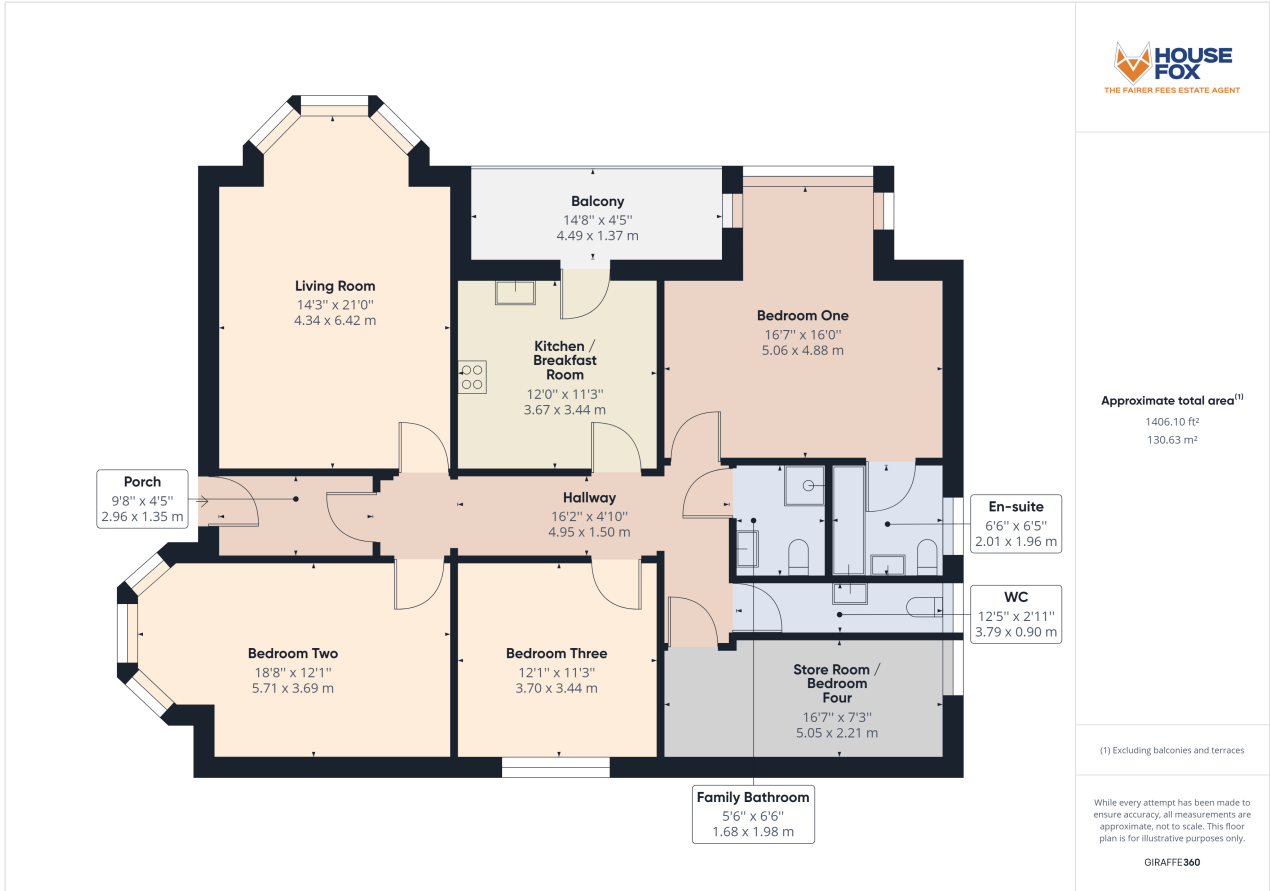 HOUSE
FOX
THE FAIRER FEES ESTATE AGENT
Balcony
14'8'' x 4'5''
4.49 x 1.37 m
Living Room
14'3'' x 21'0''
4.34 x 6.42 m
Bedroom One
16'7'' x 16'0''
5.06 x 4.88 m
Kitchen /
Breakfast
Room
12'0'' x 11'3''
3.67 x 3.44 m
Approximate total area(1)
1406.10 ft²
130.63 m²
Porch
9'8'' x 4'5''
2.96 x 1.35 m
Hallway
16'2'' x 4'10''
4.95 x 1.50 m
En-suite
6'6'' x 6'5''
2.01 x 1.96 m
WC
12'5'' x 2'11''
3.79 x 0.90 m
Bedroom Two
18'8'' x 12'1''
5.71 x 3.69 m
Bedroom Three
12'1'' x 11'3''
3.70 x 3.44 m
Store Room /
Bedroom
Four
16'7'' x 7'3''
5.05 x 2.21 m
Family Bathroom
5'6'' x 6'6''
1.68 x 1.98 m
(1) Excluding balconies and terraces
While every attempt has been made to
ensure accuracy, all measurements are
approximate, not to scale. This floor
plan is for illustrative purposes only.
GIRAFFE360